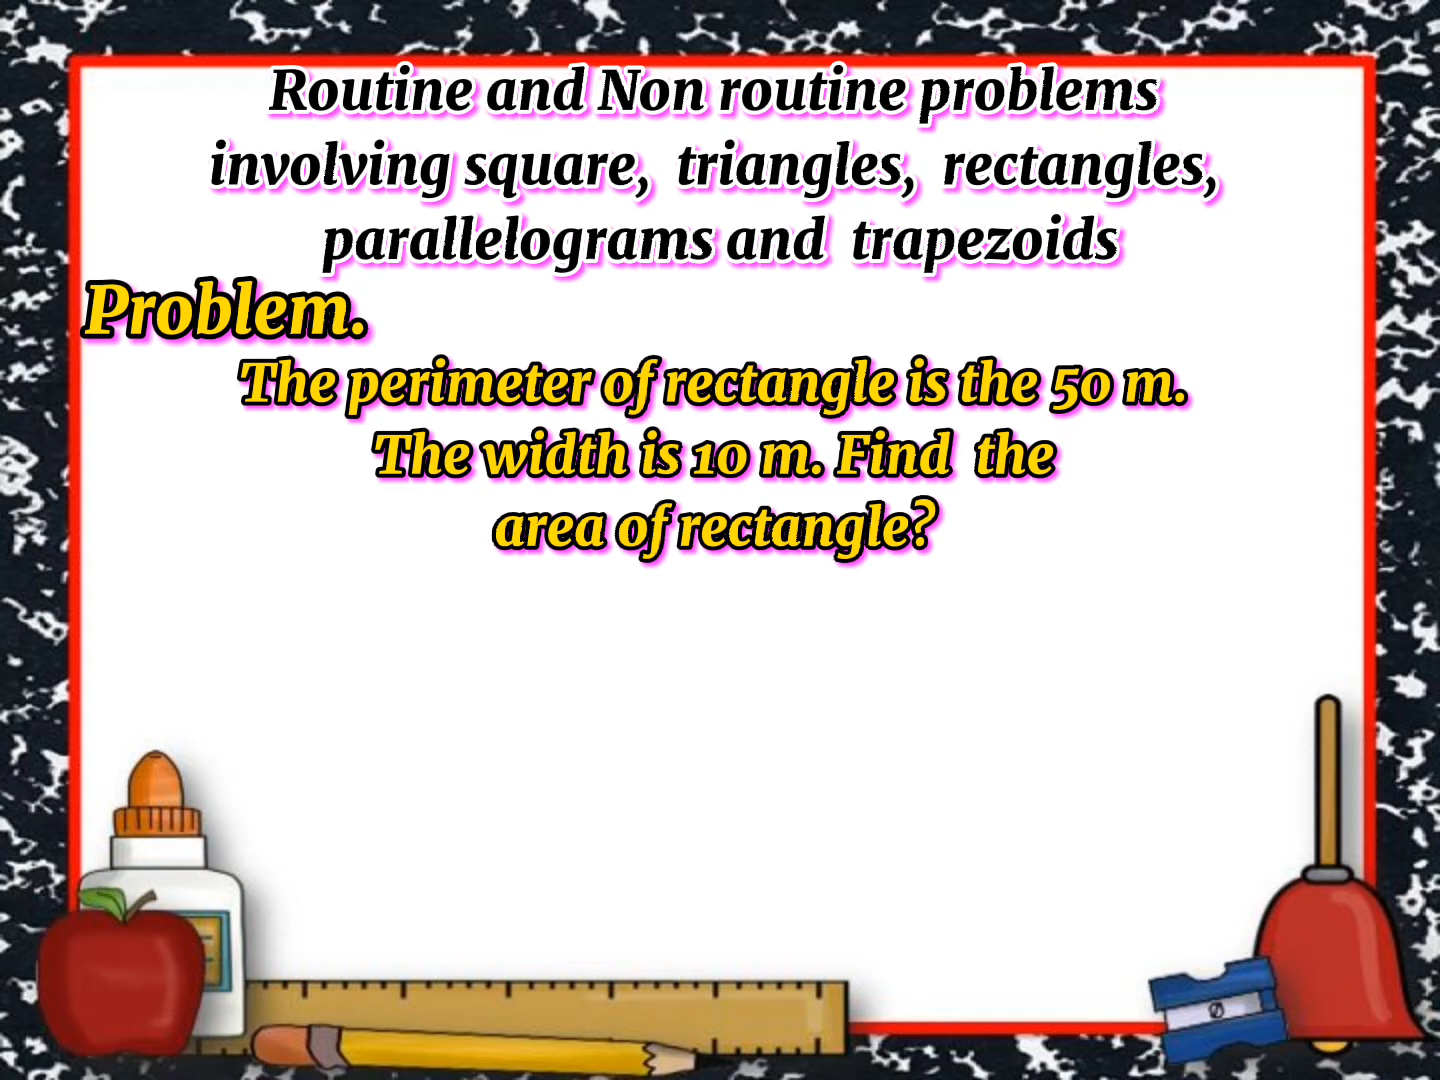 Routine and Non routine problems
involving square, triangles, rectangles,
parallelograms and trapezoids
Problem.
The perimeter of rectangle is the 50 m.
The width is 10 m. Find the
area of rectangle?